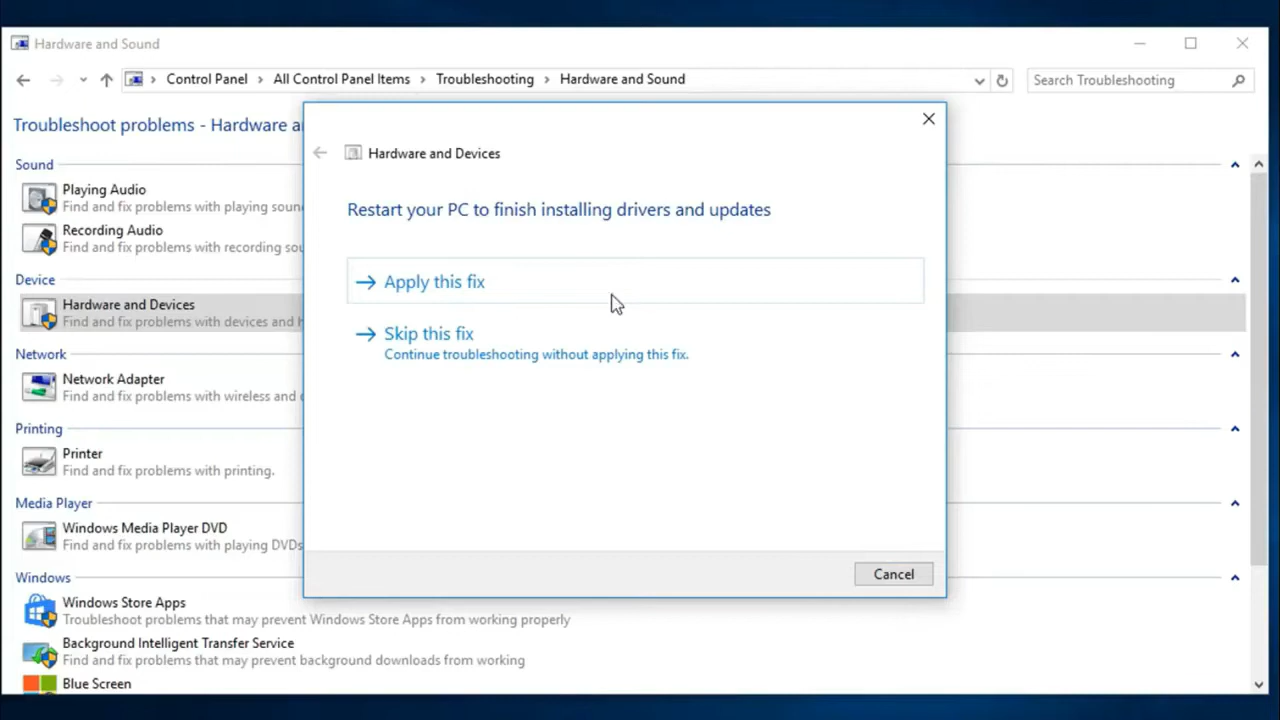 Hardware and Sound
Control Panel > All Control Panel Items > Troubleshooting > Hardware and Sound
Search Troubleshooting
Troubleshoot problems - Hardware a
Sound
Playing Audio
Find and fix problems with playing soun
Recording Audio
Find and fix problems with recording sou
Device
Hardware and Devices
Find and fix problems with devices and h
Network
Network Adapter
Find and fix problems with wireless and o
Printing
Printer
Find and fix problems with printing.
Media Player
Windows Media Player DVD
Find and fix problems with playing DVDs
Windows
Windows Store Apps
Troubleshoot problems that may prevent Windows Store Apps from working properly
Background Intelligent Transfer Service
Find and fix problems that may prevent background downloads from working
Blue Screen
Hardware and Devices
Restart your PC to finish installing drivers and updates
Apply this fix
Skip this fix
Continue troubleshooting without applying this fix.
Cancel